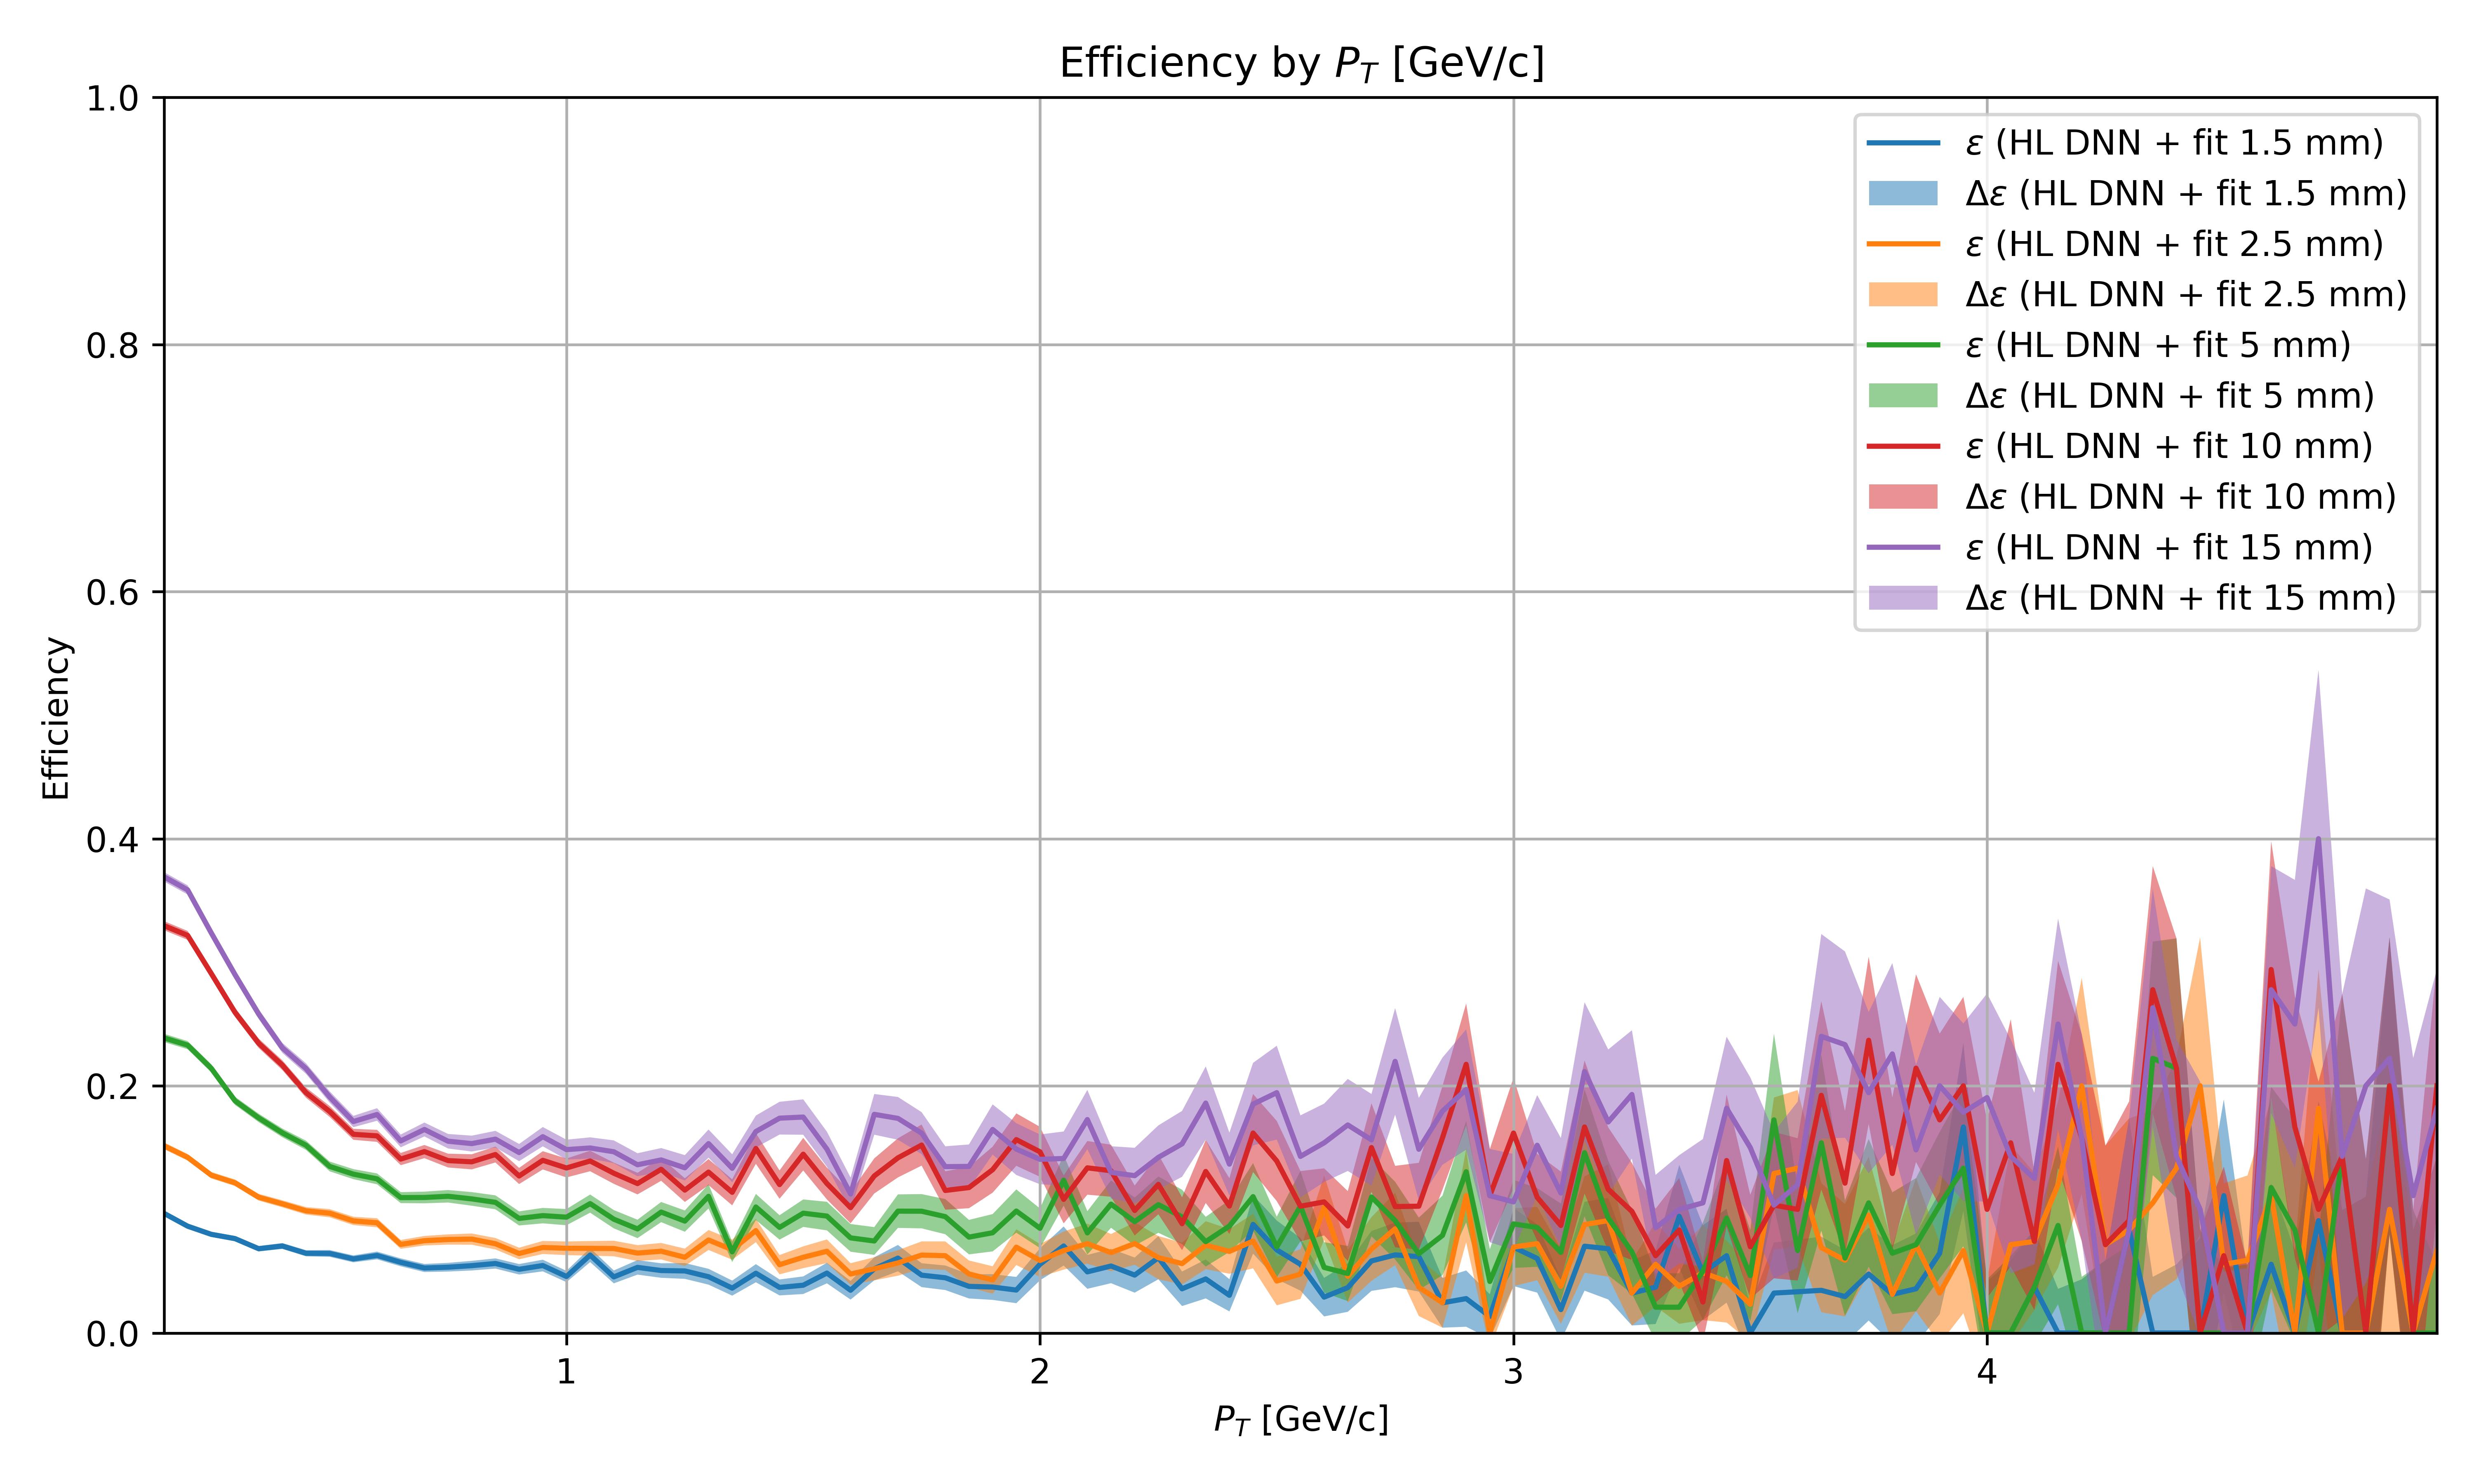 Efficiency by P_T [GeV/c]
1.0
0.8
0.6
0.4
0.2
0.0
Efficiency
ε (HL DNN + fit 1.5 mm)
Δε (HL DNN + fit 1.5 mm)
ε (HL DNN + fit 2.5 mm)
Δε (HL DNN + fit 2.5 mm)
ε (HL DNN + fit 5 mm)
Δε (HL DNN + fit 5 mm)
ε (HL DNN + fit 10 mm)
Δε (HL DNN + fit 10 mm)
ε (HL DNN + fit 15 mm)
Δε (HL DNN + fit 15 mm)
1 2 3 4
P_T [GeV/c]